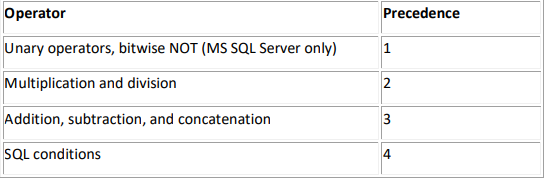 Operator Precedence
Unary operators, bitwise NOT (MS SQL Server only) 1
Multiplication and division 2
Addition, subtraction, and concatenation 3
SQL conditions 4